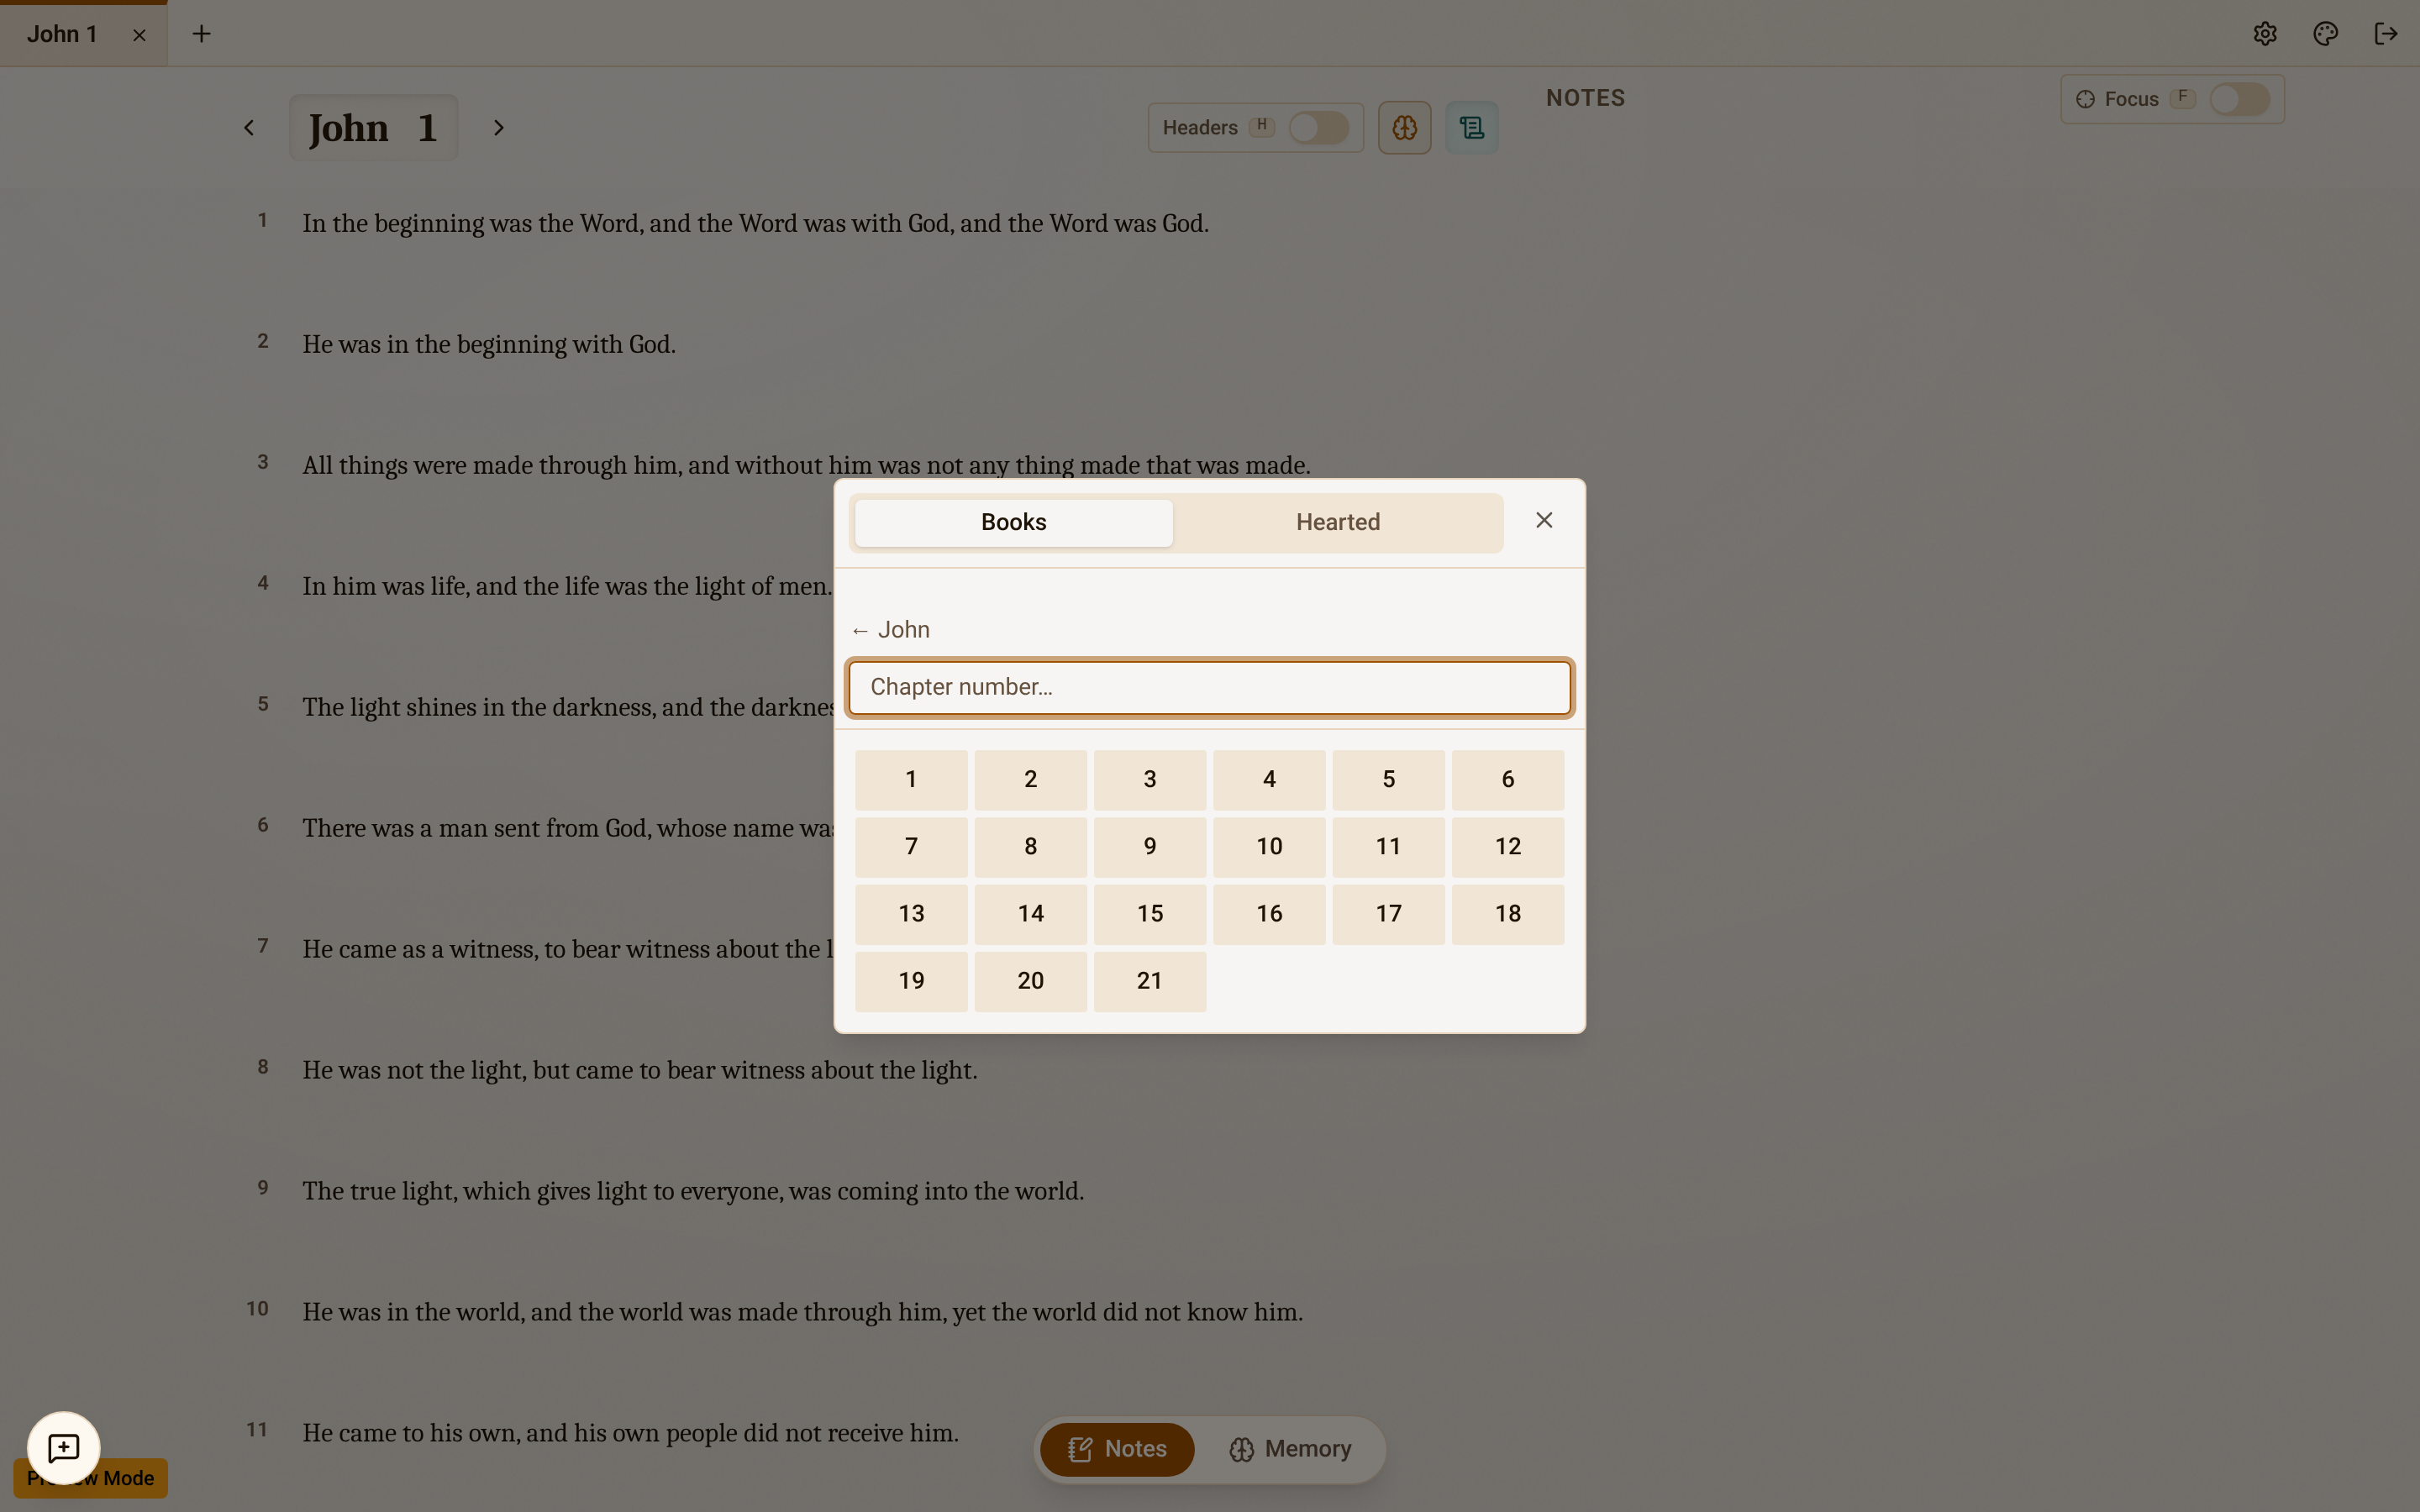 John 1
John 1
Headers H
NOTES
Focus F
1 In the beginning was the Word, and the Word was with God, and the Word was God.
2 He was in the beginning with God.
3 All things were made through him, and without him was not any thing made that was made.
4 In him was life, and the life was the light of men.
5 The light shines in the darkness, and the
6 There was a man sent from God, whose name
7 He came as a witness, to bear witness about the
8 He was not the light, but came to bear witness about the light.
9 The true light, which gives light to everyone, was coming into the world.
10 He was in the world, and the world was made through him, yet the world did not know him.
11 He came to his own, and his own people did not receive him.
Books Hearted
← John
Chapter number...
1 2 3 4 5 6
7 8 9 10 11 12
13 14 15 16 17 18
19 20 21
Notes Memory
Mode